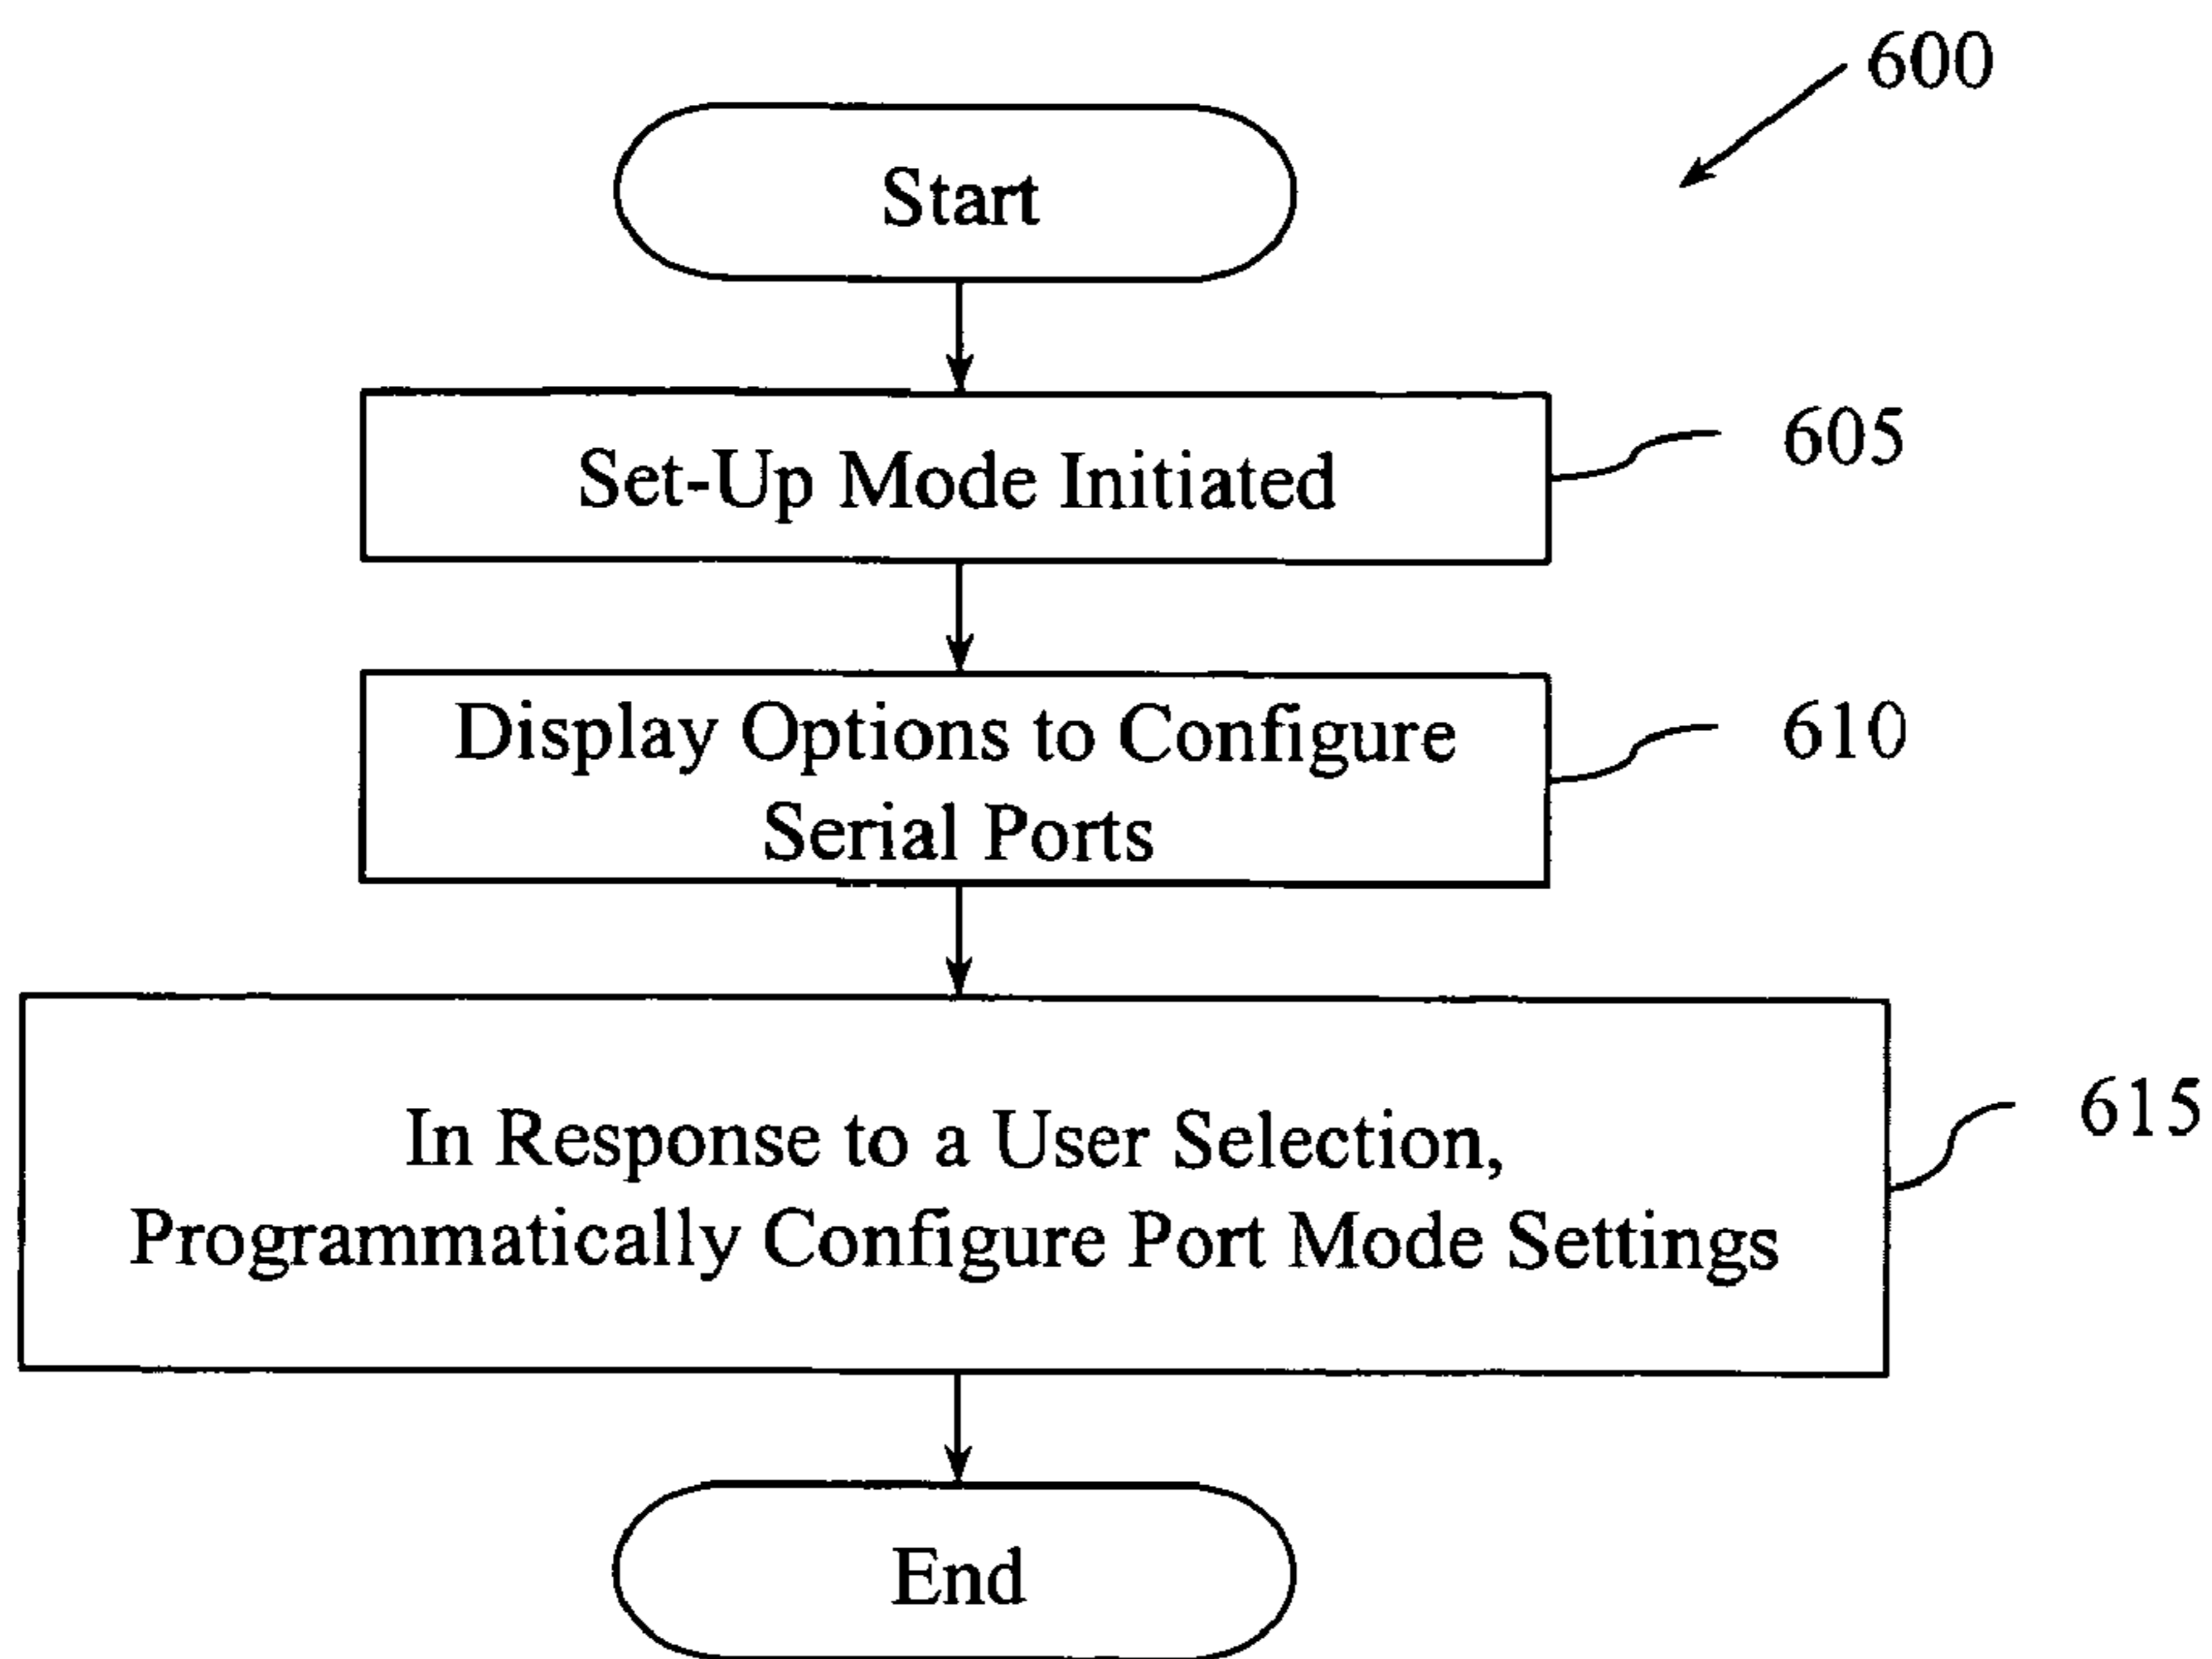 600
Start
Set-Up Mode Initiated
605
Display Options to Configure
Serial Ports
610
In Response to a User Selection,
Programmatically Configure Port Mode Settings
615
End